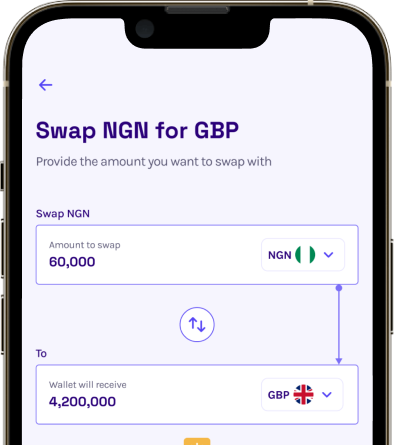 Swap NGN for GBP
Provide the amount you want to swap with
Swap NGN
Amount to swap
60,000
NGN
To
Wallet will receive
4,200,000
GBP